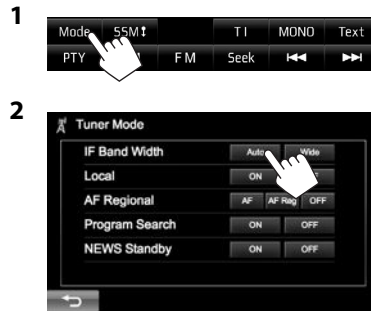 1
Mode SSM TI MONO Text
PTY FM Seek
2
Tuner Mode
IF Band Width Auto Wide
Local ON
AF Regional AF AF Reg OFF
Program Search ON OFF
NEWS Standby ON OFF